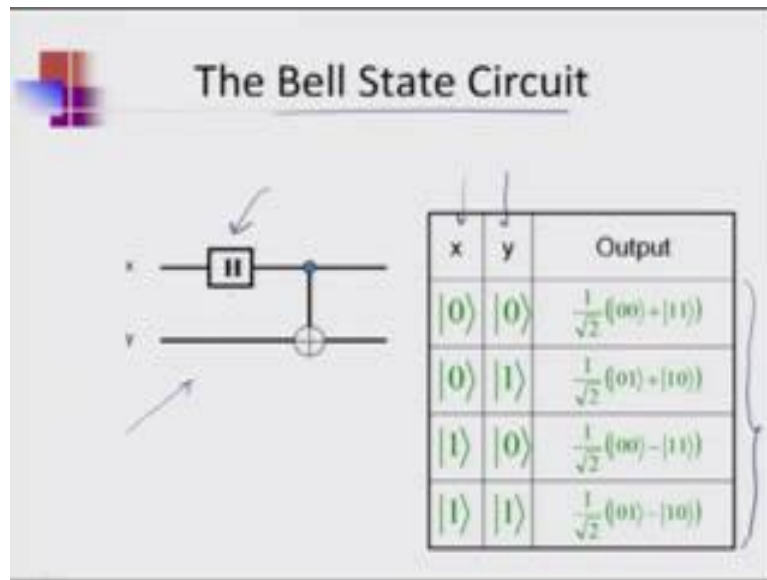 The Bell State Circuit
x
y
H
x y Output
|0⟩ |0⟩ 1/√2(|00⟩+|11⟩)
|0⟩ |1⟩ 1/√2(|01⟩+|10⟩)
|1⟩ |0⟩ 1/√2(|00⟩-|11⟩)
|1⟩ |1⟩ 1/√2(|01⟩-|10⟩)